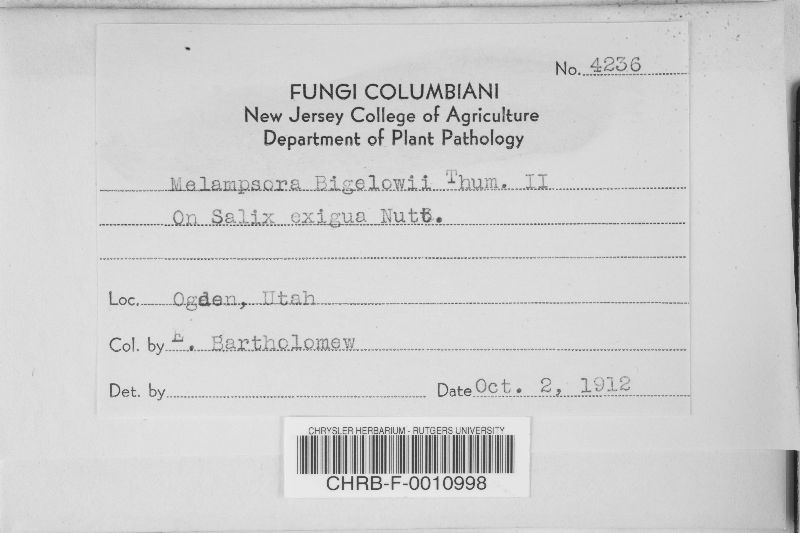 No. 4236
FUNGI COLUMBIANI
New Jersey College of Agriculture
Department of Plant Pathology
Melampsora Bigelowii Thum. II
On Salix exigua Nutt.
Loc. Ogden, Utah
Col. by E. Bartholomew
Det. by
Date Oct. 2, 1912
CHRYSLER HERBARIUM - RUTGERS UNIVERSITY
CHRB-F-0010998